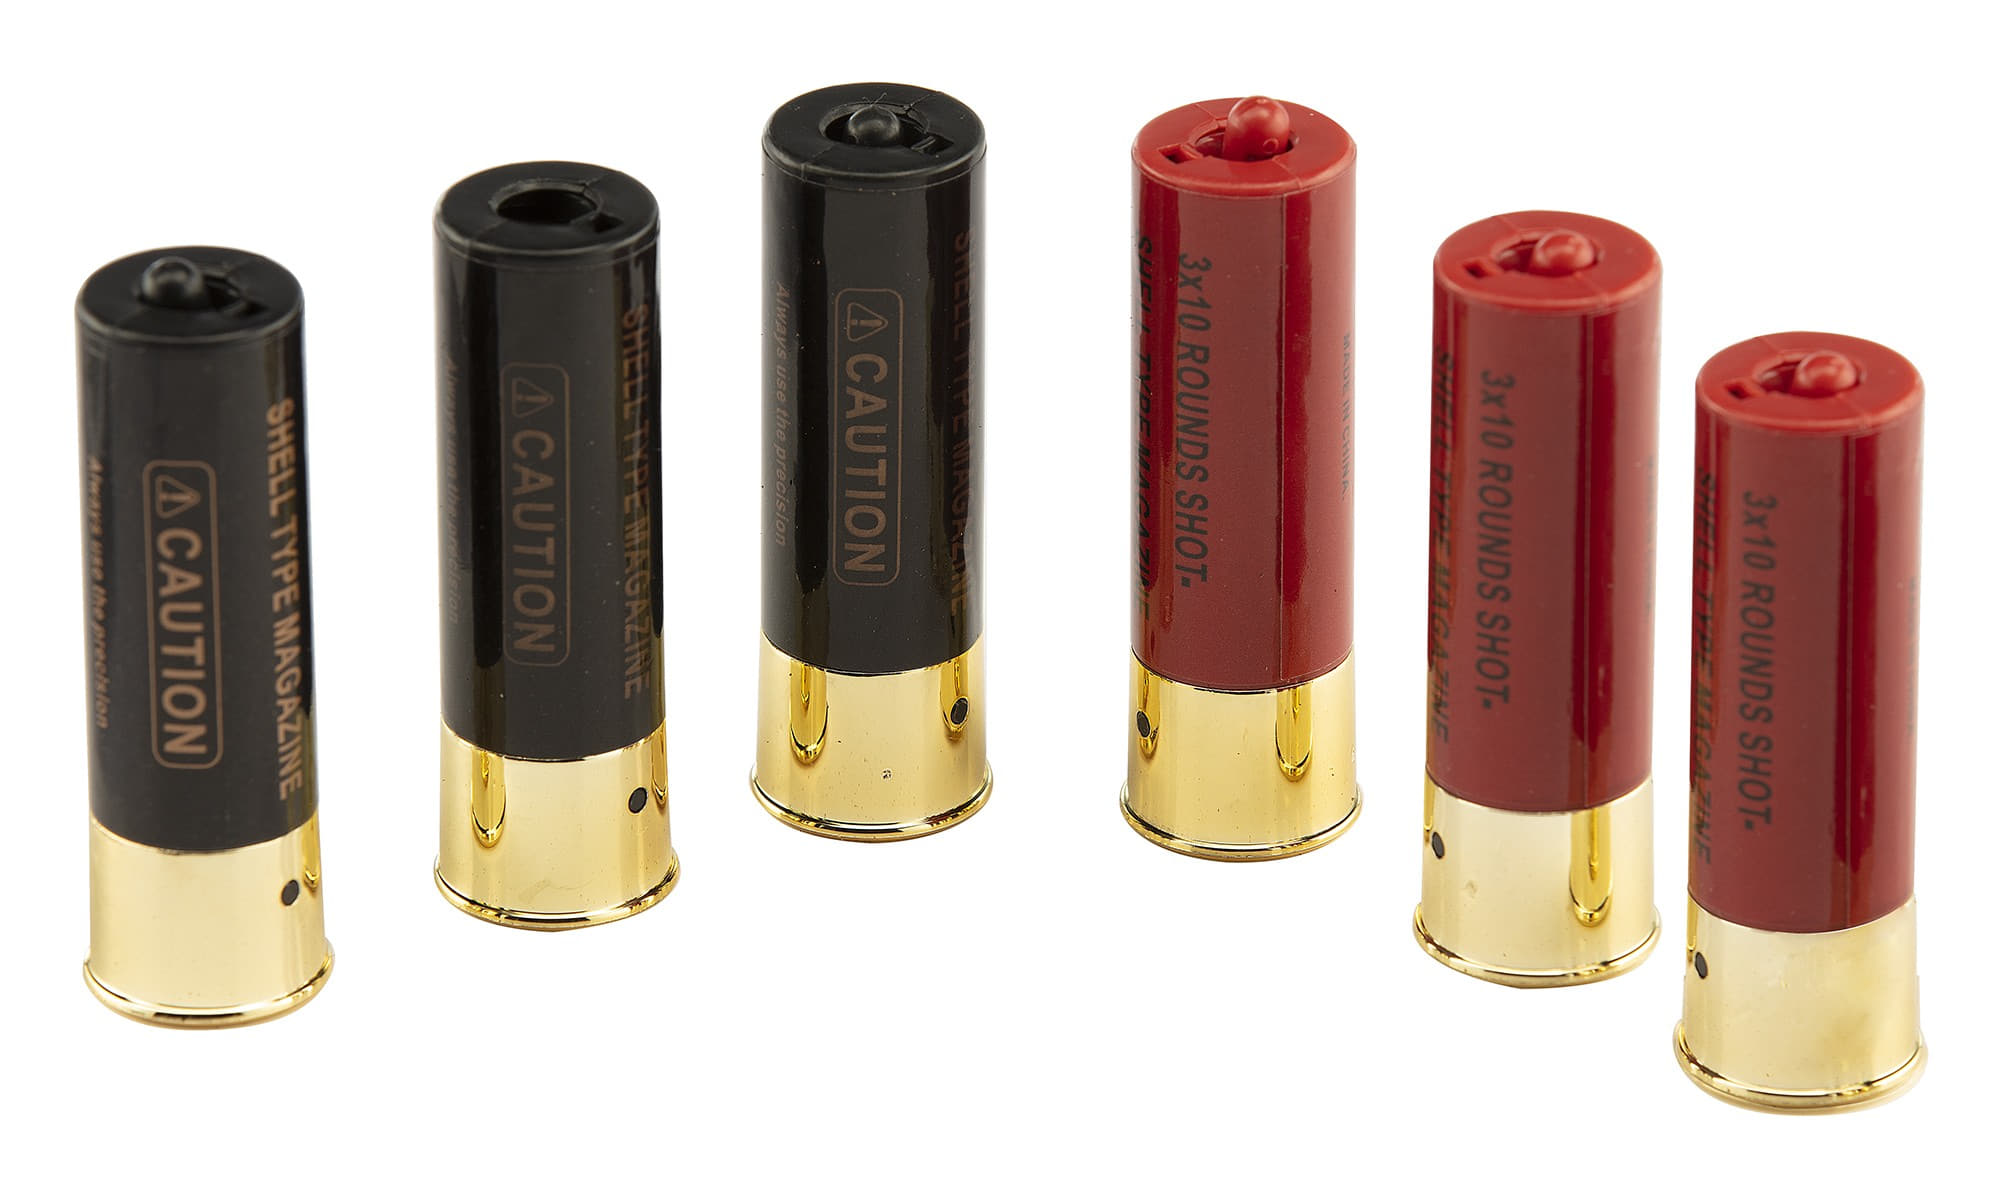 SHELL TYPE MAGAZINE
CAUTION
Always use the precision
SHELL TYPE MAGAZINE
CAUTION
Always use the precision
SHELL TYPE MAGAZINE
CAUTION
Always use the precision
MADE IN CHINA
3x10 ROUNDS SHOT-
SHELL TYPE MAGAZINE
3x10 ROUNDS SHOT-
SHELL TYPE MAGAZINE
3x10 ROUNDS SHOT-
SHELL TYPE MAGAZINE